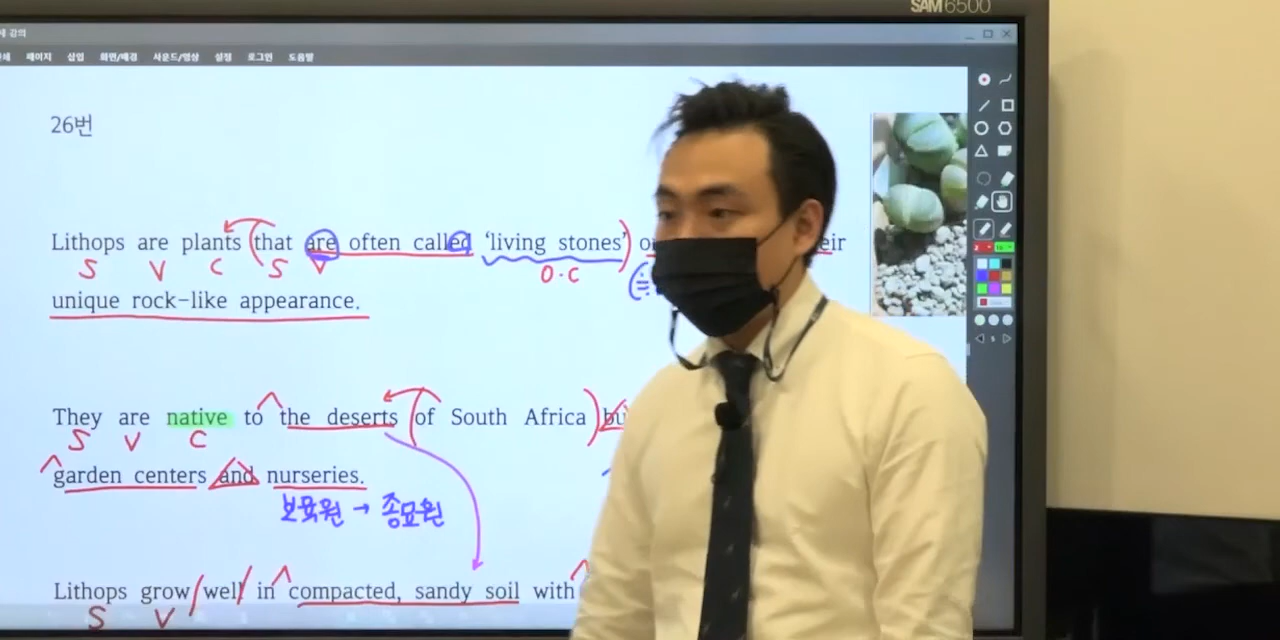 SAM6500
강의
페이지 삽입 화면/배경 사운드/영상 설정 로그인 도움말
26번
Lithops are plants that are often called ‘living stones’
S V C S V O·C
unique rock-like appearance.
They are native to the deserts of South Africa
S V C
garden centers and nurseries.
보육원 → 종묘원
Lithops grow well in compacted, sandy soil with
S V